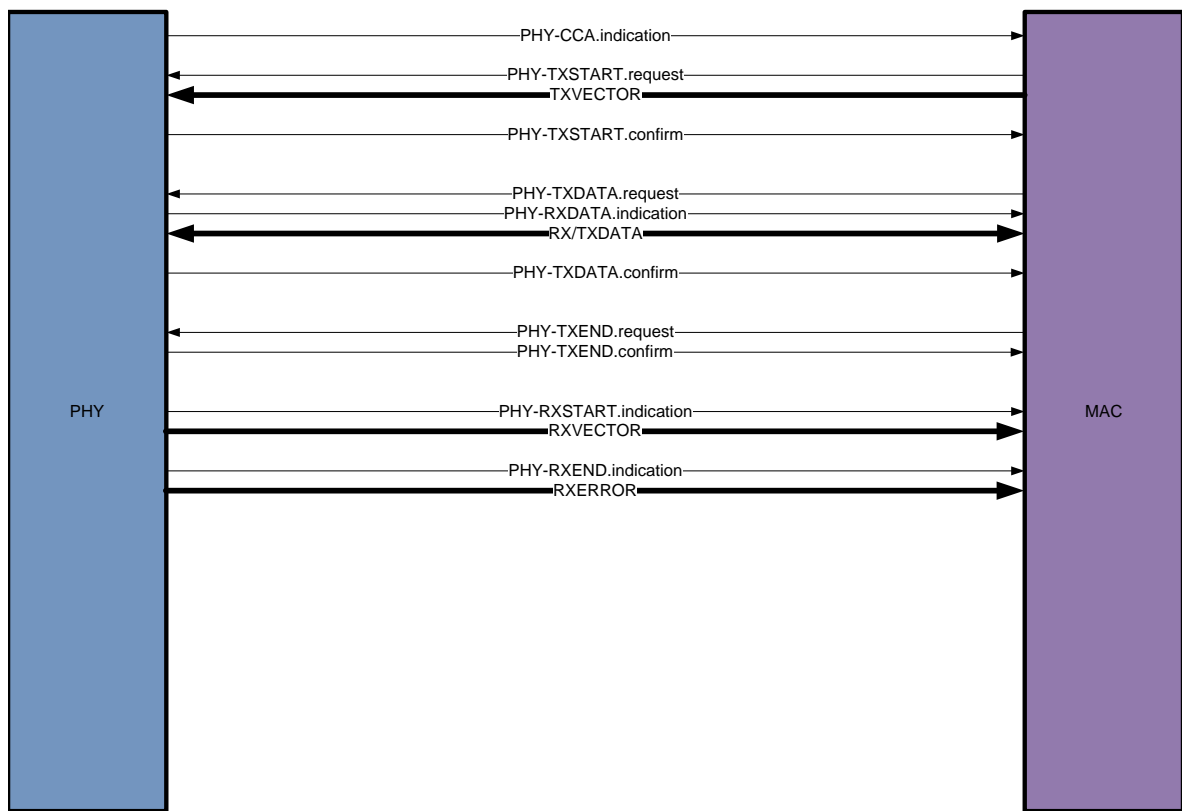 PHY-CCA.indication
PHY-TXSTART.request
TXVECTOR
PHY-TXSTART.confirm
PHY-TXDATA.request
PHY-RXDATA.indication
RX/TXDATA
PHY-TXDATA.confirm
PHY-TXEND.request
PHY-TXEND.confirm
PHY
PHY-RXSTART.indication
MAC
RXVECTOR
PHY-RXEND.indication
RXERROR